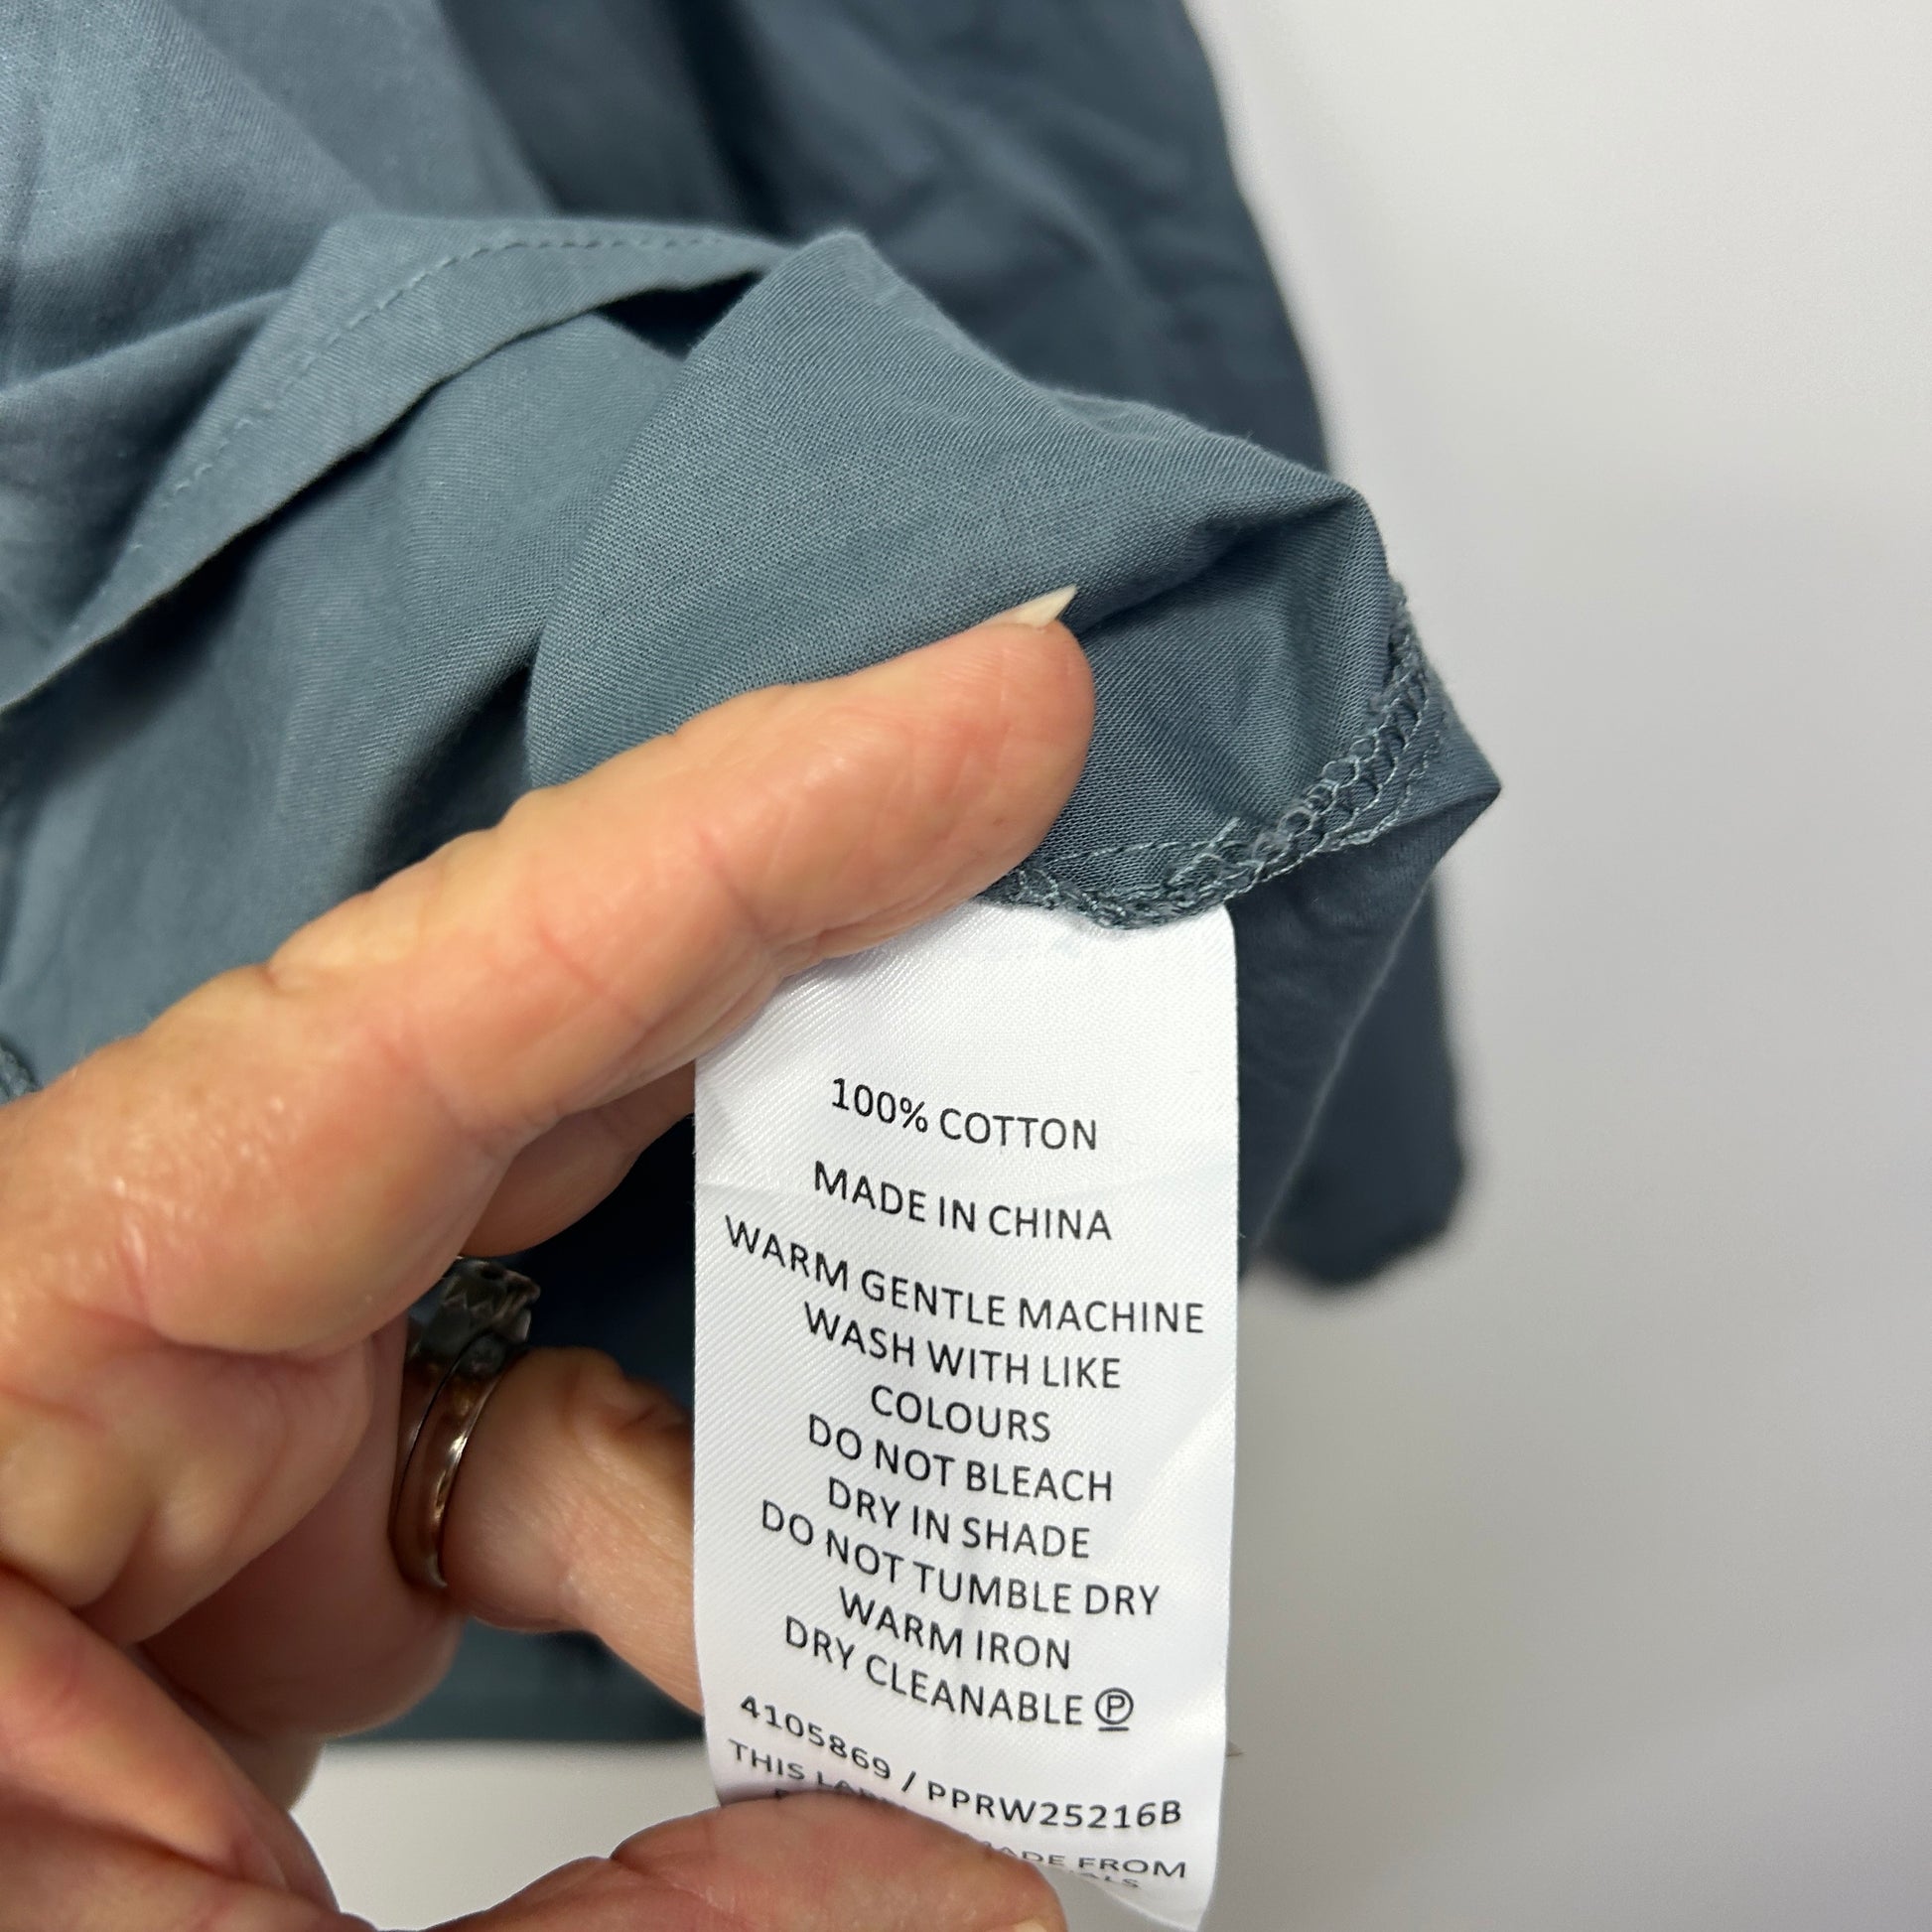 100% COTTON
MADE IN CHINA
WARM GENTLE MACHINE
WASH WITH LIKE
COLOURS
DO NOT BLEACH
DRY IN SHADE
DO NOT TUMBLE DRY
WARM IRON
DRY CLEANABLE Ⓟ
4105869 / PPRW25216B
THIS
FROM